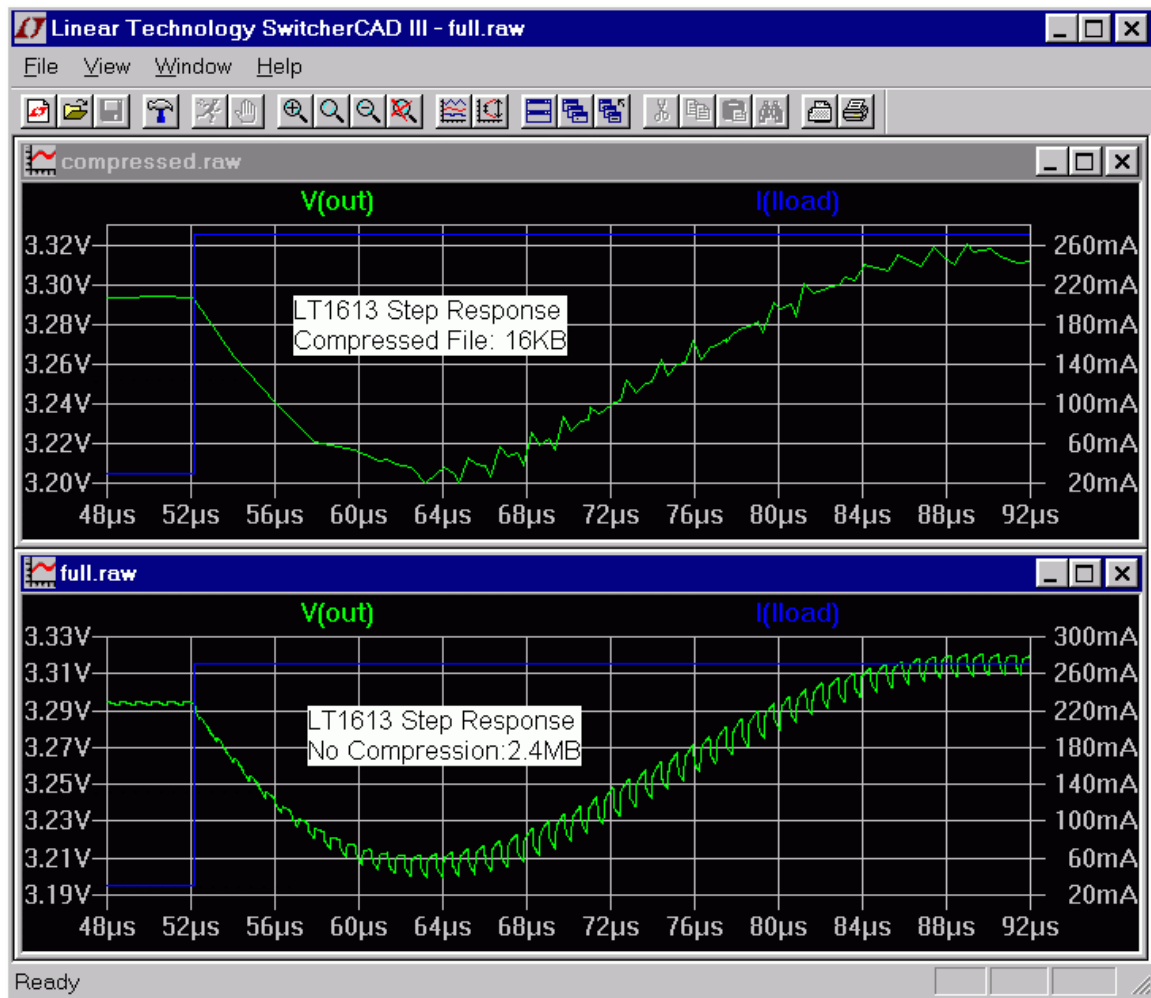 Linear Technology SwitcherCAD III - full.raw
File View Window Help
compressed.raw
V(out) I(Iload)
3.32V 260mA
3.30V 220mA
3.28V 180mA
3.26V 140mA
3.24V 100mA
3.22V 60mA
3.20V 20mA
LT1613 Step Response
Compressed File: 16KB
48µs 52µs 56µs 60µs 64µs 68µs 72µs 76µs 80µs 84µs 88µs 92µs
full.raw
V(out) I(Iload)
3.33V 300mA
3.31V 260mA
3.29V 220mA
3.27V 180mA
3.25V 140mA
3.23V 100mA
3.21V 60mA
3.19V 20mA
LT1613 Step Response
No Compression:2.4MB
48µs 52µs 56µs 60µs 64µs 68µs 72µs 76µs 80µs 84µs 88µs 92µs
Ready